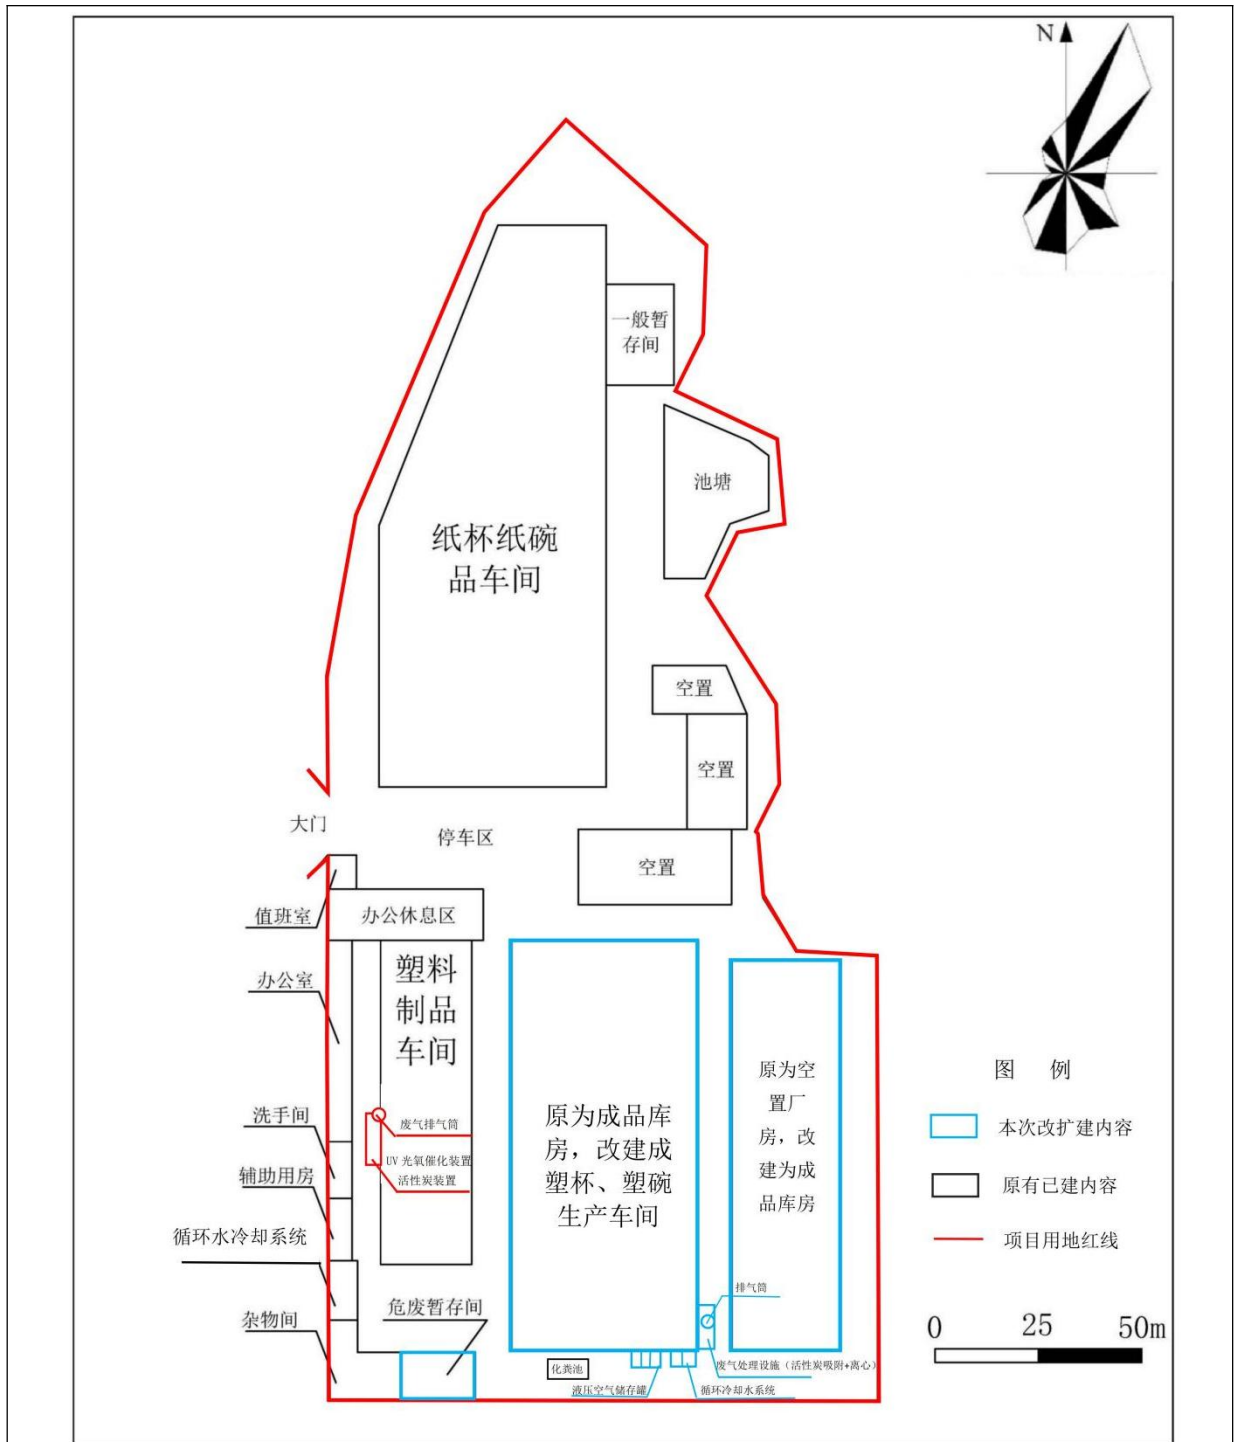 N
一般暂
存间
池塘
纸杯纸碗
品车间
空置
空置
大门
停车区
空置
值班室
办公休息区
办公室
塑料
制品
车间
洗手间
废气排气筒
UV 光氧催化装置
活性炭装置
辅助用房
循环水冷却系统
杂物间
危废暂存间
原为成品库
房，改建成
塑杯、塑碗
生产车间
原为空
置厂
房，改
建为成
品库房
排气筒
废气处理设施（活性炭吸附+离心）
化粪池
液压空气储存罐
循环冷却水系统
图 例
本次改扩建内容
原有已建内容
项目用地红线
0 25 50m